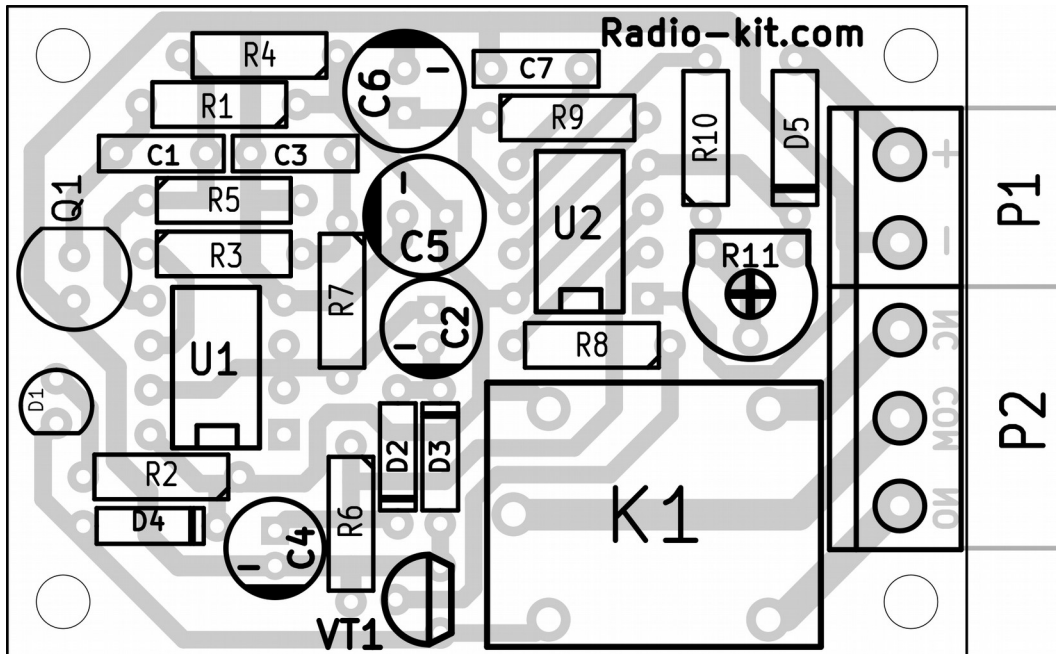 Radio-kit.com
R4
C6
-
C7
R1
R9
R10
D5
+
P1
C1
C3
Q1
R5
-
C5
U2
-
R3
R11
R7
C2
-
NC
U1
R8
D1
COM
P2
D2
D3
R2
K1
NO
D4
R6
C4
-
VT1